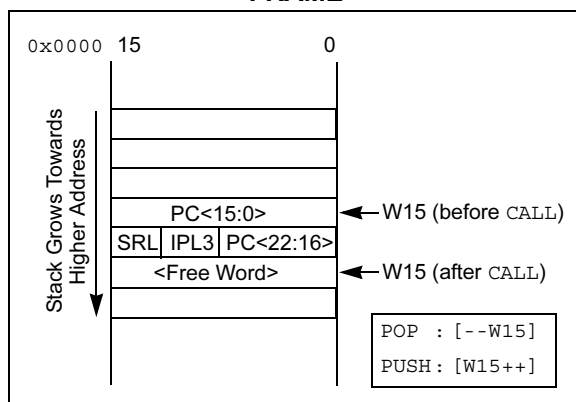 0x0000 15 0
Stack Grows Towards
Higher Address
PC<15:0>
W15 (before CALL)
SRL IPL3 PC<22:16>
<Free Word>
W15 (after CALL)
POP : [--W15]
PUSH : [W15++]